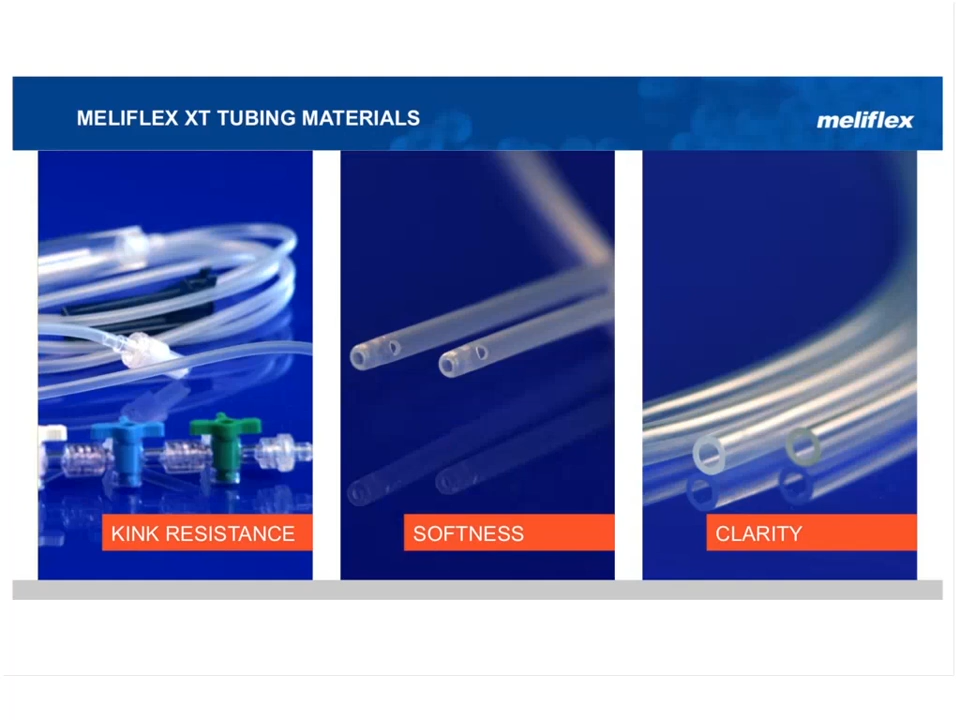 MELIFLEX XT TUBING MATERIALS
meliflex
KINK RESISTANCE
SOFTNESS
CLARITY